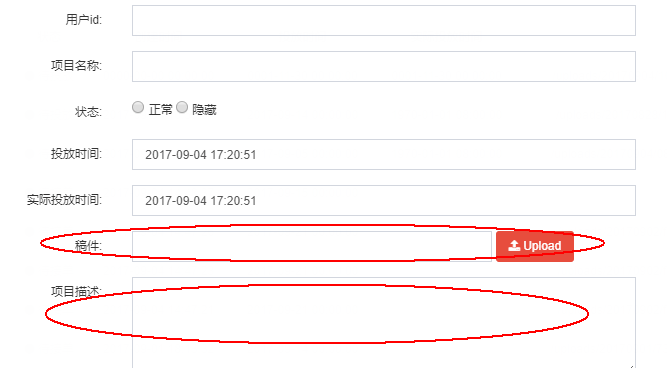 用户id:
项目名称:
状态: 正常 隐藏
投放时间: 2017-09-04 17:20:51
实际投放时间: 2017-09-04 17:20:51
稿件: Upload
项目描述: